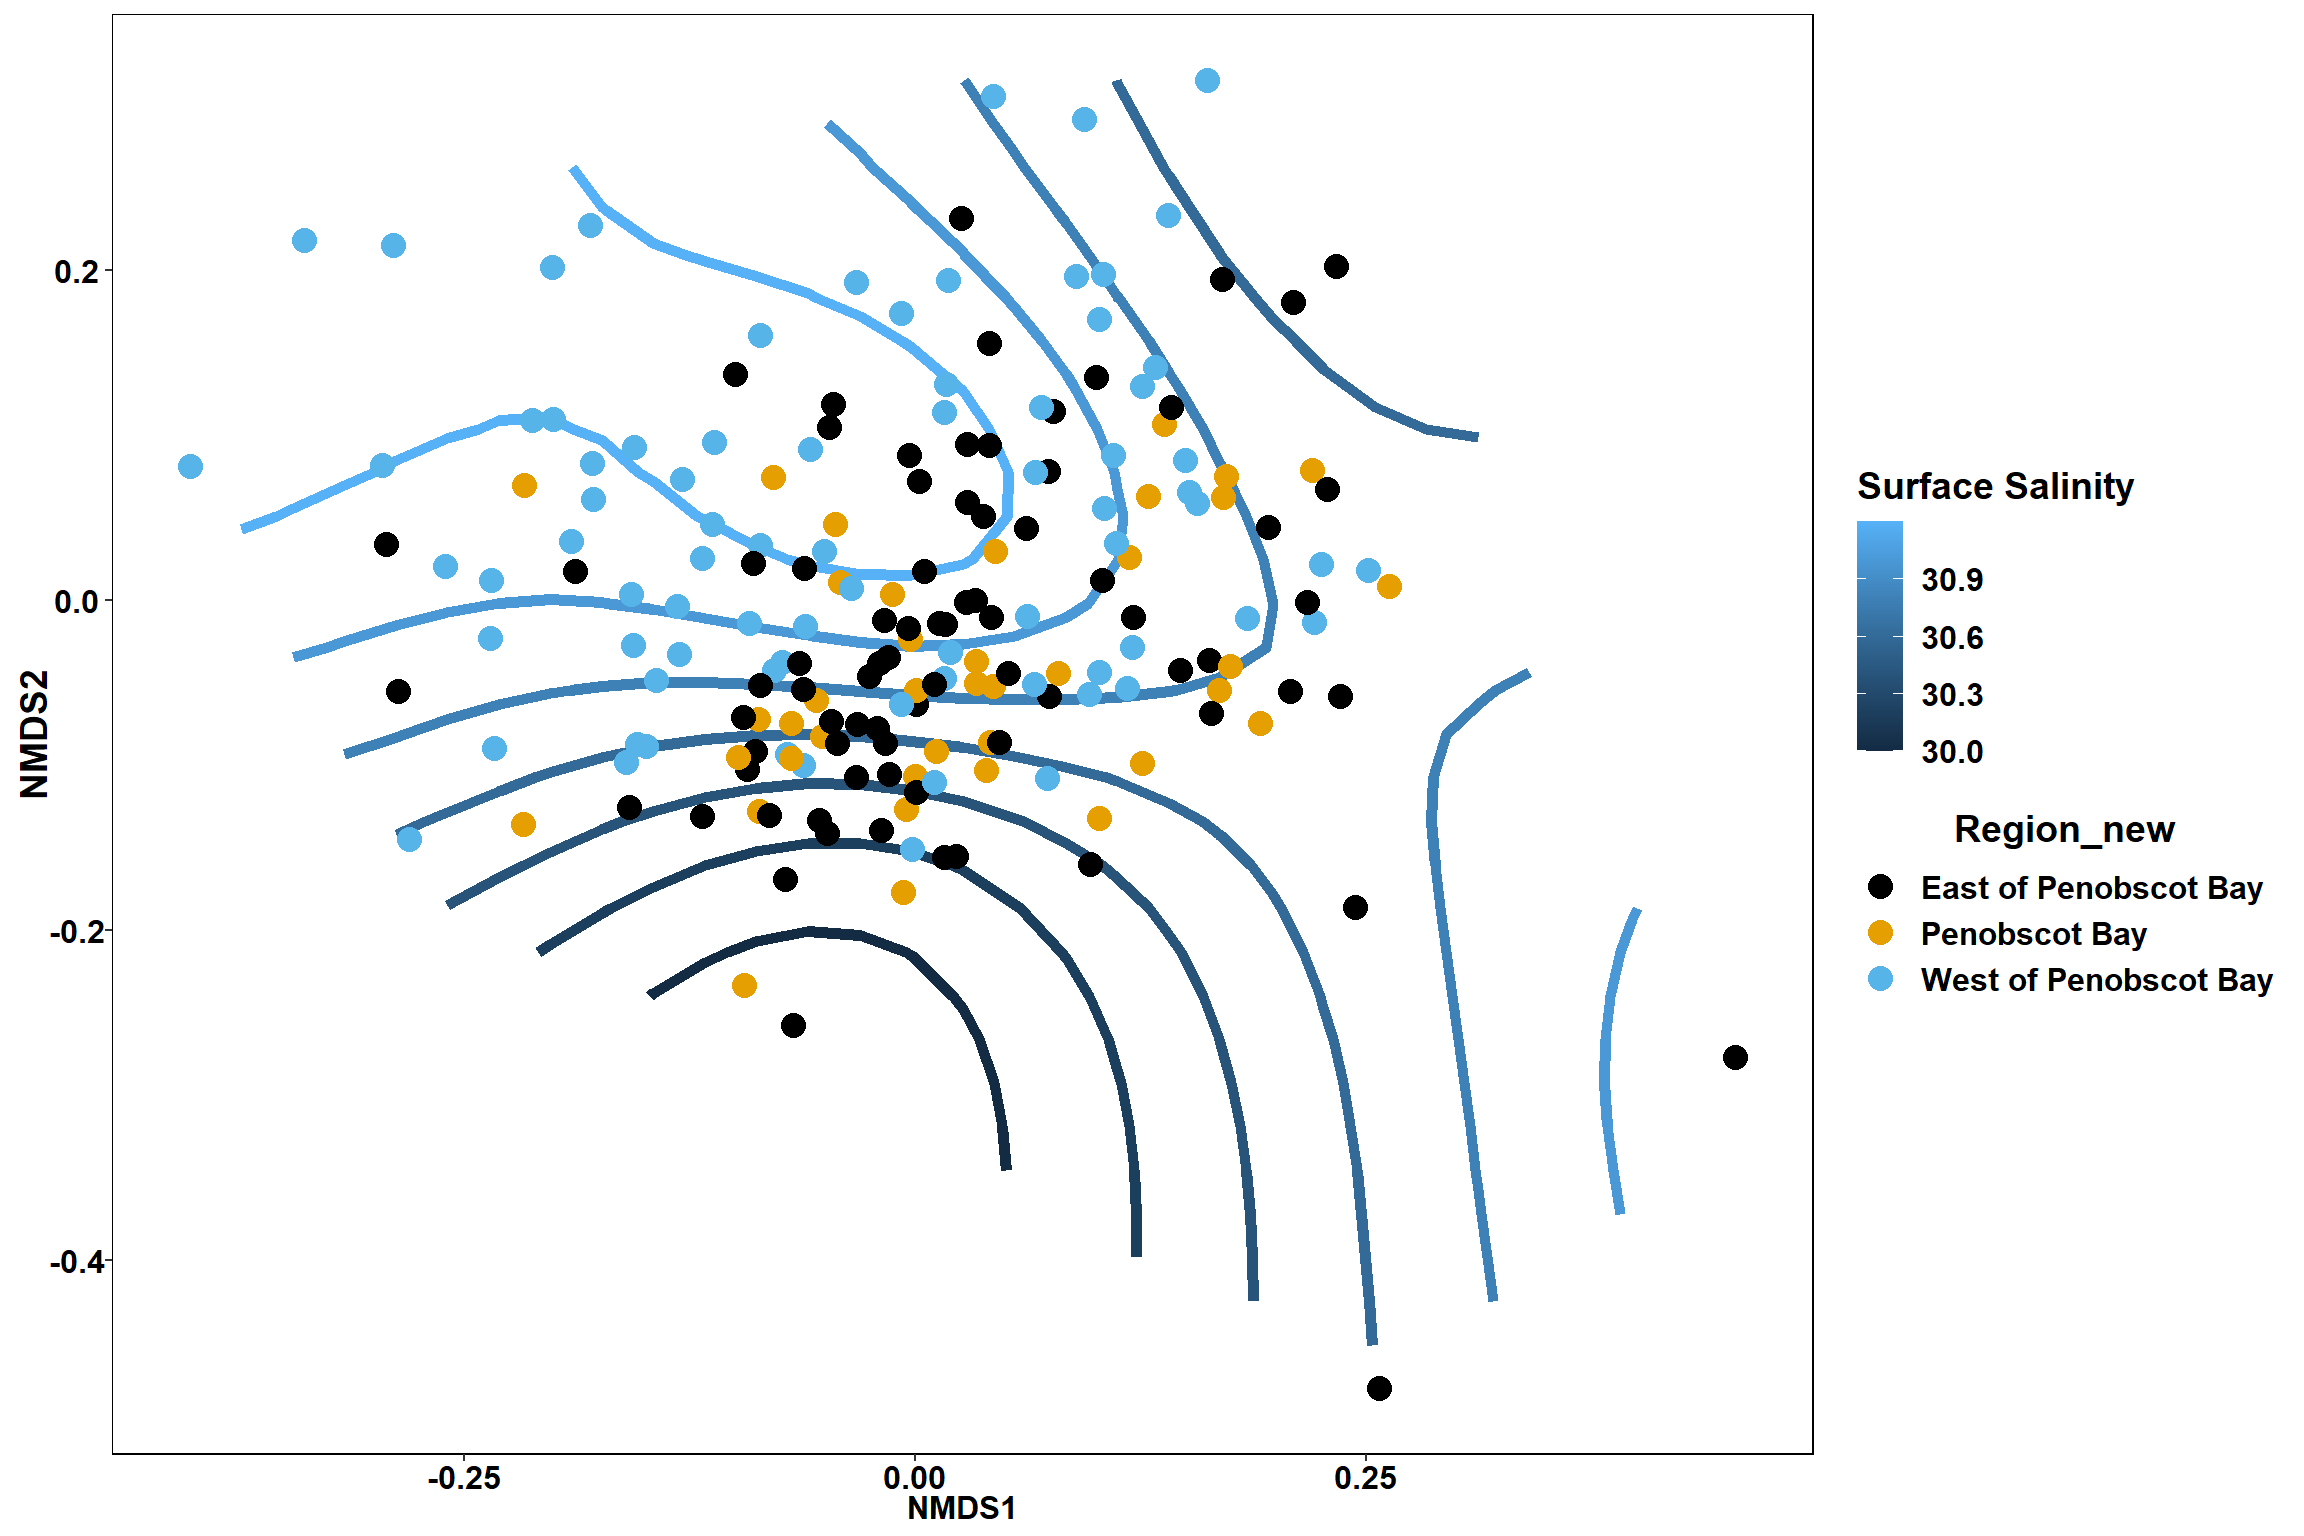 0.2
0.0
-0.2
-0.4
NMDS2
-0.25
0.00
0.25
NMDS1
Surface Salinity
30.9
30.6
30.3
30.0
Region_new
East of Penobscot Bay
Penobscot Bay
West of Penobscot Bay